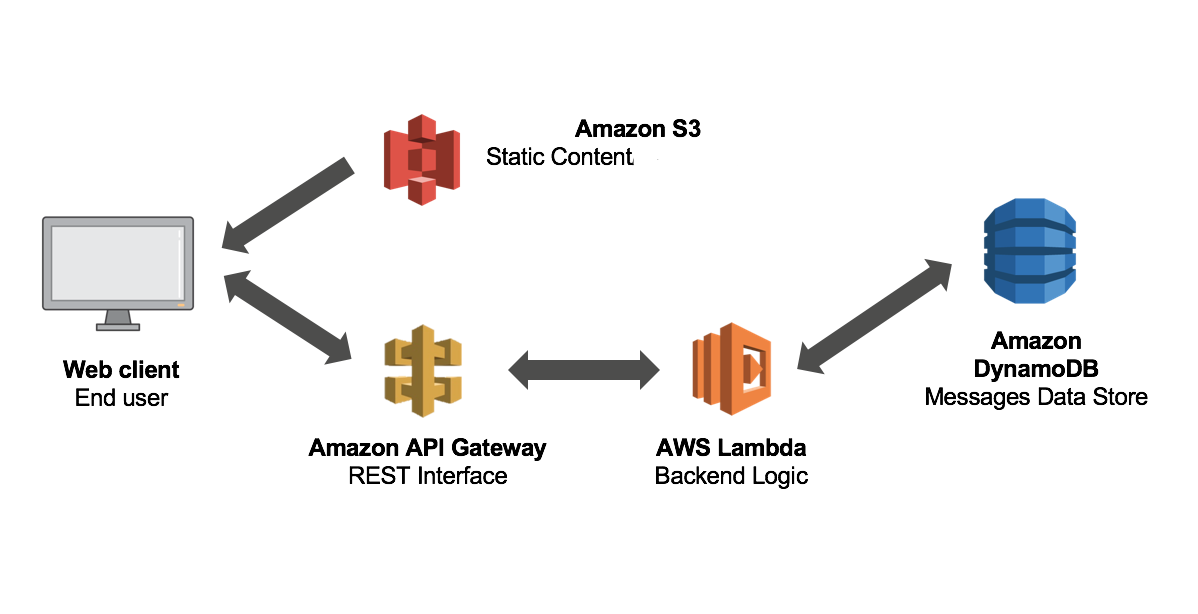 Amazon S3
Static Content
Web client
End user
Amazon API Gateway
REST Interface
AWS Lambda
Backend Logic
Amazon
DynamoDB
Messages Data Store